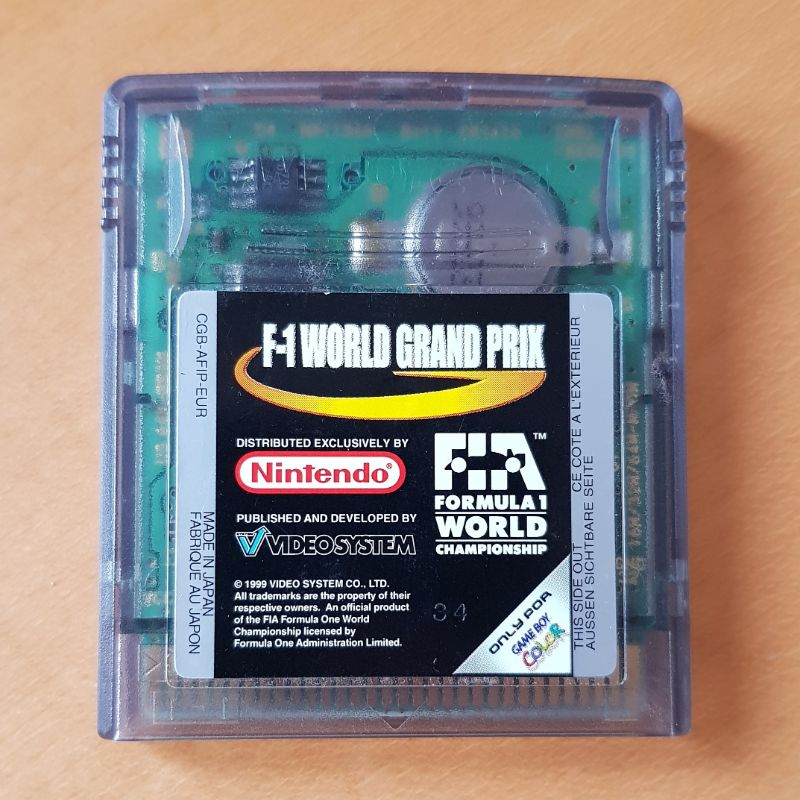 F-1 WORLD GRAND PRIX
DISTRIBUTED EXCLUSIVELY BY
Nintendo®
PUBLISHED AND DEVELOPED BY
VIDEO SYSTEM
FIA™
FORMULA 1
WORLD
CHAMPIONSHIP
© 1999 VIDEO SYSTEM CO., LTD.
All trademarks are the property of their
respective owners. An official product
of the FIA Formula One World
Championship licensed by
Formula One Administration Limited.
34
ONLY FOR
GAME BOY
COLOR
CGB-AFIP-EUR
MADE IN JAPAN
FABRIQUE AU JAPON
THIS SIDE OUT
CE COTE A L'EXTERIEUR
AUSSEN SICHTBARE SEITE